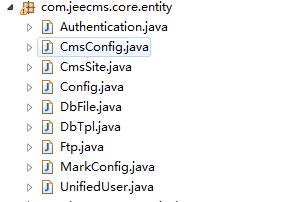 com.jeecms.core.entity
Authentication.java
CmsConfig.java
CmsSite.java
Config.java
DbFile.java
DbTpl.java
Ftp.java
MarkConfig.java
UnifiedUser.java